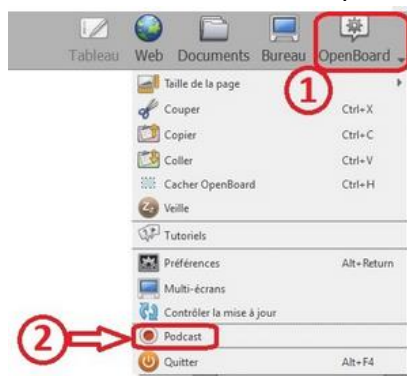 Tableau Web Documents Bureau OpenBoard
1
Taille de la page
Couper Ctrl+X
Copier Ctrl+C
Coller Ctrl+V
Cacher OpenBoard Ctrl+H
Zz Veille
Tutoriels
Préférences Alt+Return
Multi-écrans
Contrôler la mise à jour
2 Podcast
Quitter Alt+F4